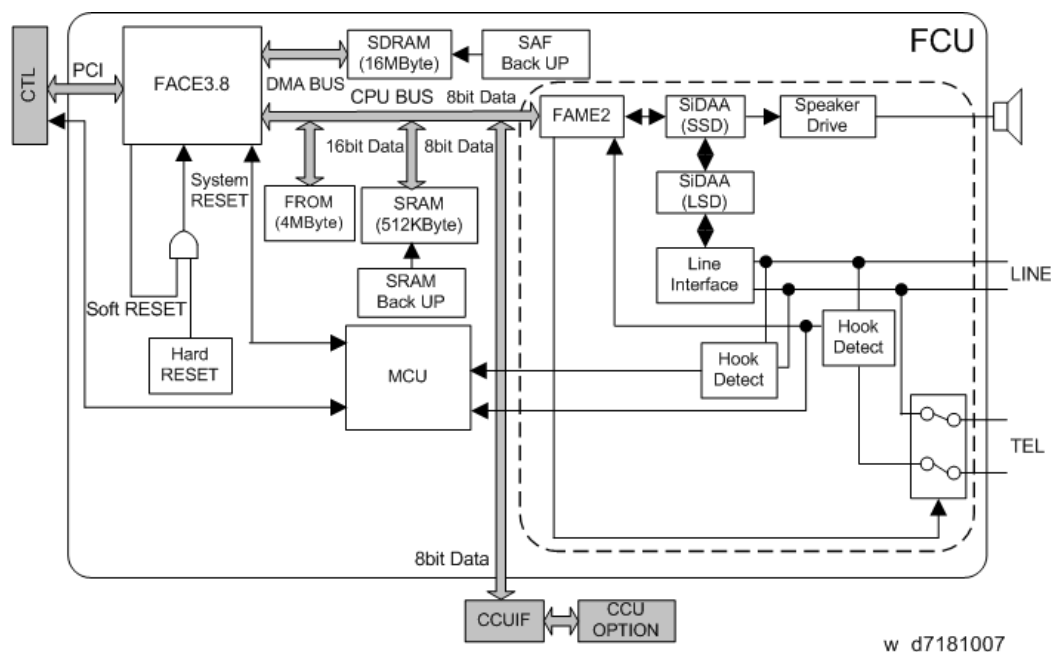 FCU
CTL
PCI
FACE3.8
DMA BUS
SDRAM
(16MByte)
SAF
Back UP
CPU BUS
8bit Data
16bit Data
8bit Data
FROM
(4MByte)
SRAM
(512KByte)
SRAM
Back UP
System
RESET
Soft RESET
Hard
RESET
MCU
FAME2
SiDAA
(SSD)
Speaker
Drive
SiDAA
(LSD)
Line
Interface
LINE
Hook
Detect
Hook
Detect
TEL
8bit Data
CCUIF
CCU
OPTION
w_d7181007